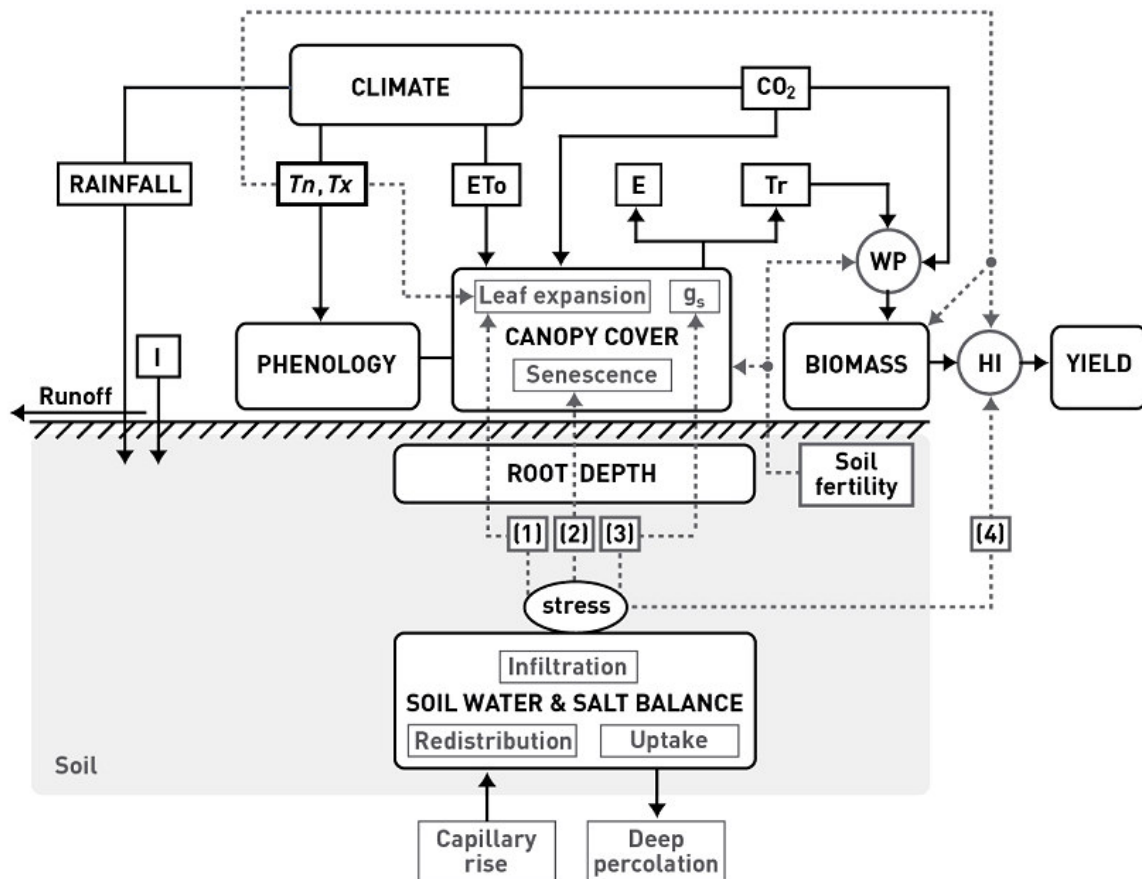 CLIMATE
CO₂
RAINFALL
Tn, Tx
ETo
E
Tr
WP
Leaf expansion
gₛ
CANOPY COVER
Senescence
PHENOLOGY
BIOMASS
HI
YIELD
I
Runoff
ROOT DEPTH
Soil
fertility
(1)
(2)
(3)
(4)
stress
Infiltration
SOIL WATER & SALT BALANCE
Redistribution
Uptake
Soil
Capillary
rise
Deep
percolation